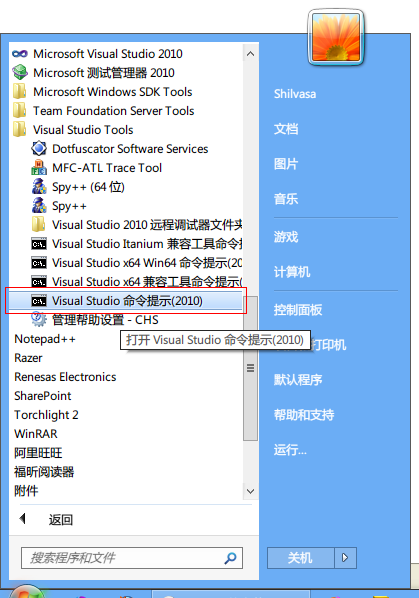 Microsoft Visual Studio 2010
Microsoft 测试管理器 2010
Microsoft Windows SDK Tools
Team Foundation Server Tools
Visual Studio Tools
Dotfuscator Software Services
MFC-ATL Trace Tool
Spy++ (64 位)
Spy++
Visual Studio 2010 远程调试器文件夹
Visual Studio Itanium 兼容工具命令提
Visual Studio x64 Win64 命令提示(20
Visual Studio x64 兼容工具命令提示(
Visual Studio 命令提示(2010)
管理帮助设置 - CHS
打开 Visual Studio 命令提示(2010)
Notepad++
Razer
Renesas Electronics
SharePoint
Torchlight 2
WinRAR
阿里旺旺
福昕阅读器
附件
返回
搜索程序和文件
Shilvasa
文档
图片
音乐
游戏
计算机
控制面板
打印机
默认程序
帮助和支持
运行...
关机